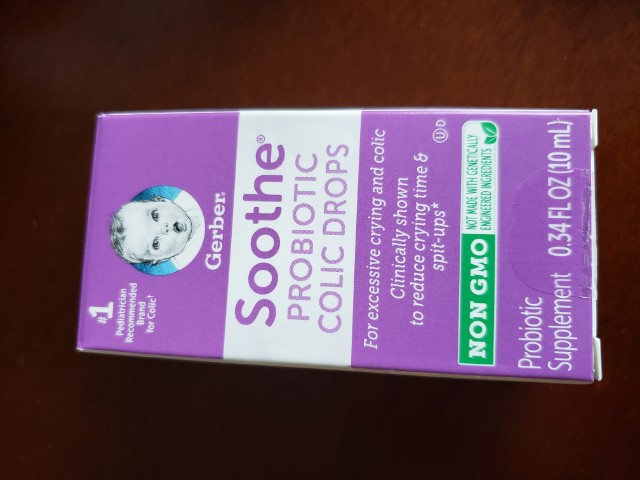 #1
Pediatrician
Recommended
Brand
for Colic†
Gerber®
Soothe®
PROBIOTIC
COLIC DROPS
For excessive crying and colic
Clinically shown
to reduce crying time &
spit-ups*
U D
NON GMO
NOT MADE WITH GENETICALLY
ENGINEERED INGREDIENTS
Probiotic
Supplement 0.34 FL OZ (10 mL)